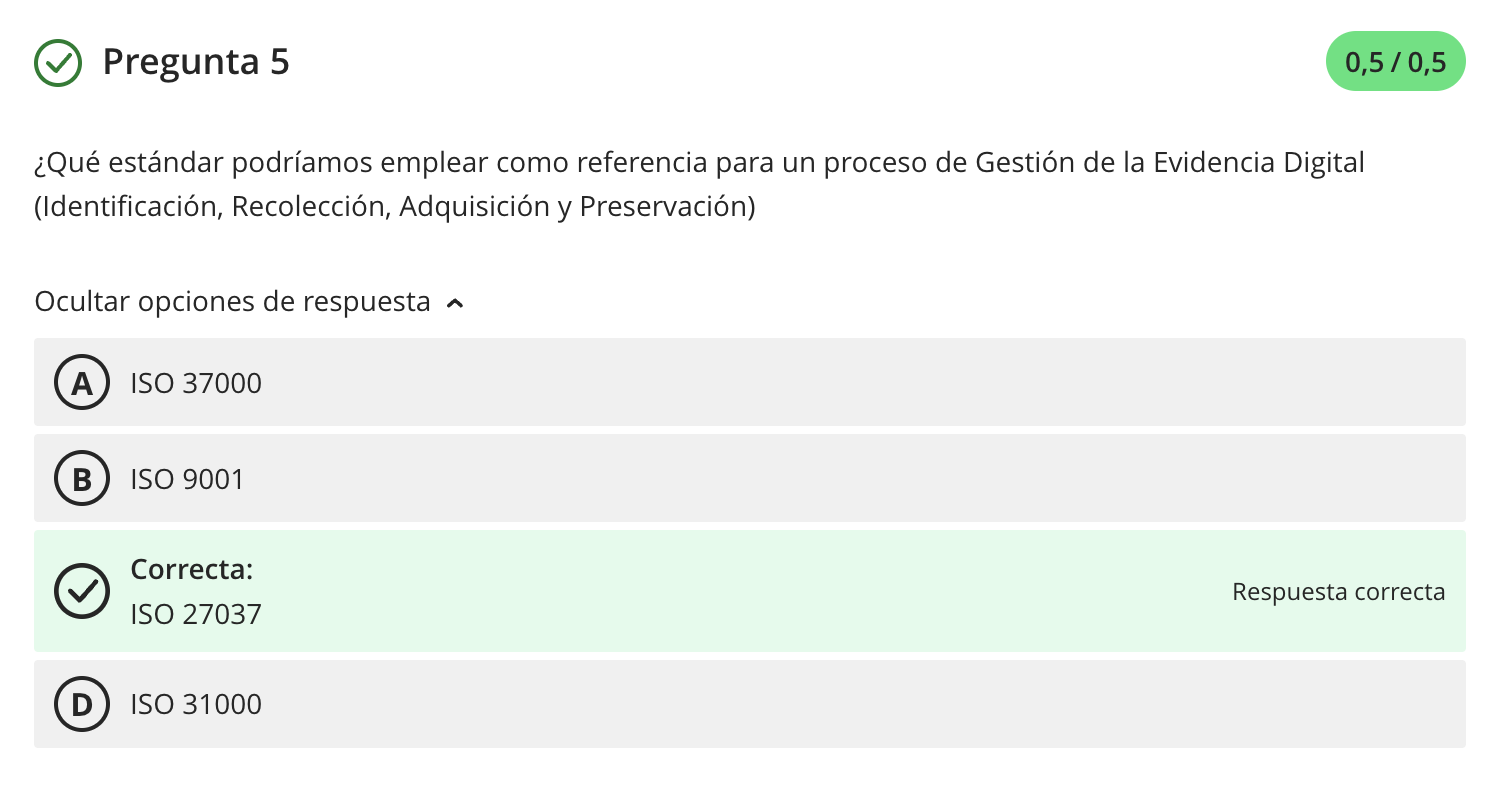 Pregunta 5
0,5 / 0,5
¿Qué estándar podríamos emplear como referencia para un proceso de Gestión de la Evidencia Digital
(Identificación, Recolección, Adquisición y Preservación)
Ocultar opciones de respuesta
A ISO 37000
B ISO 9001
Correcta:
ISO 27037
Respuesta correcta
D ISO 31000